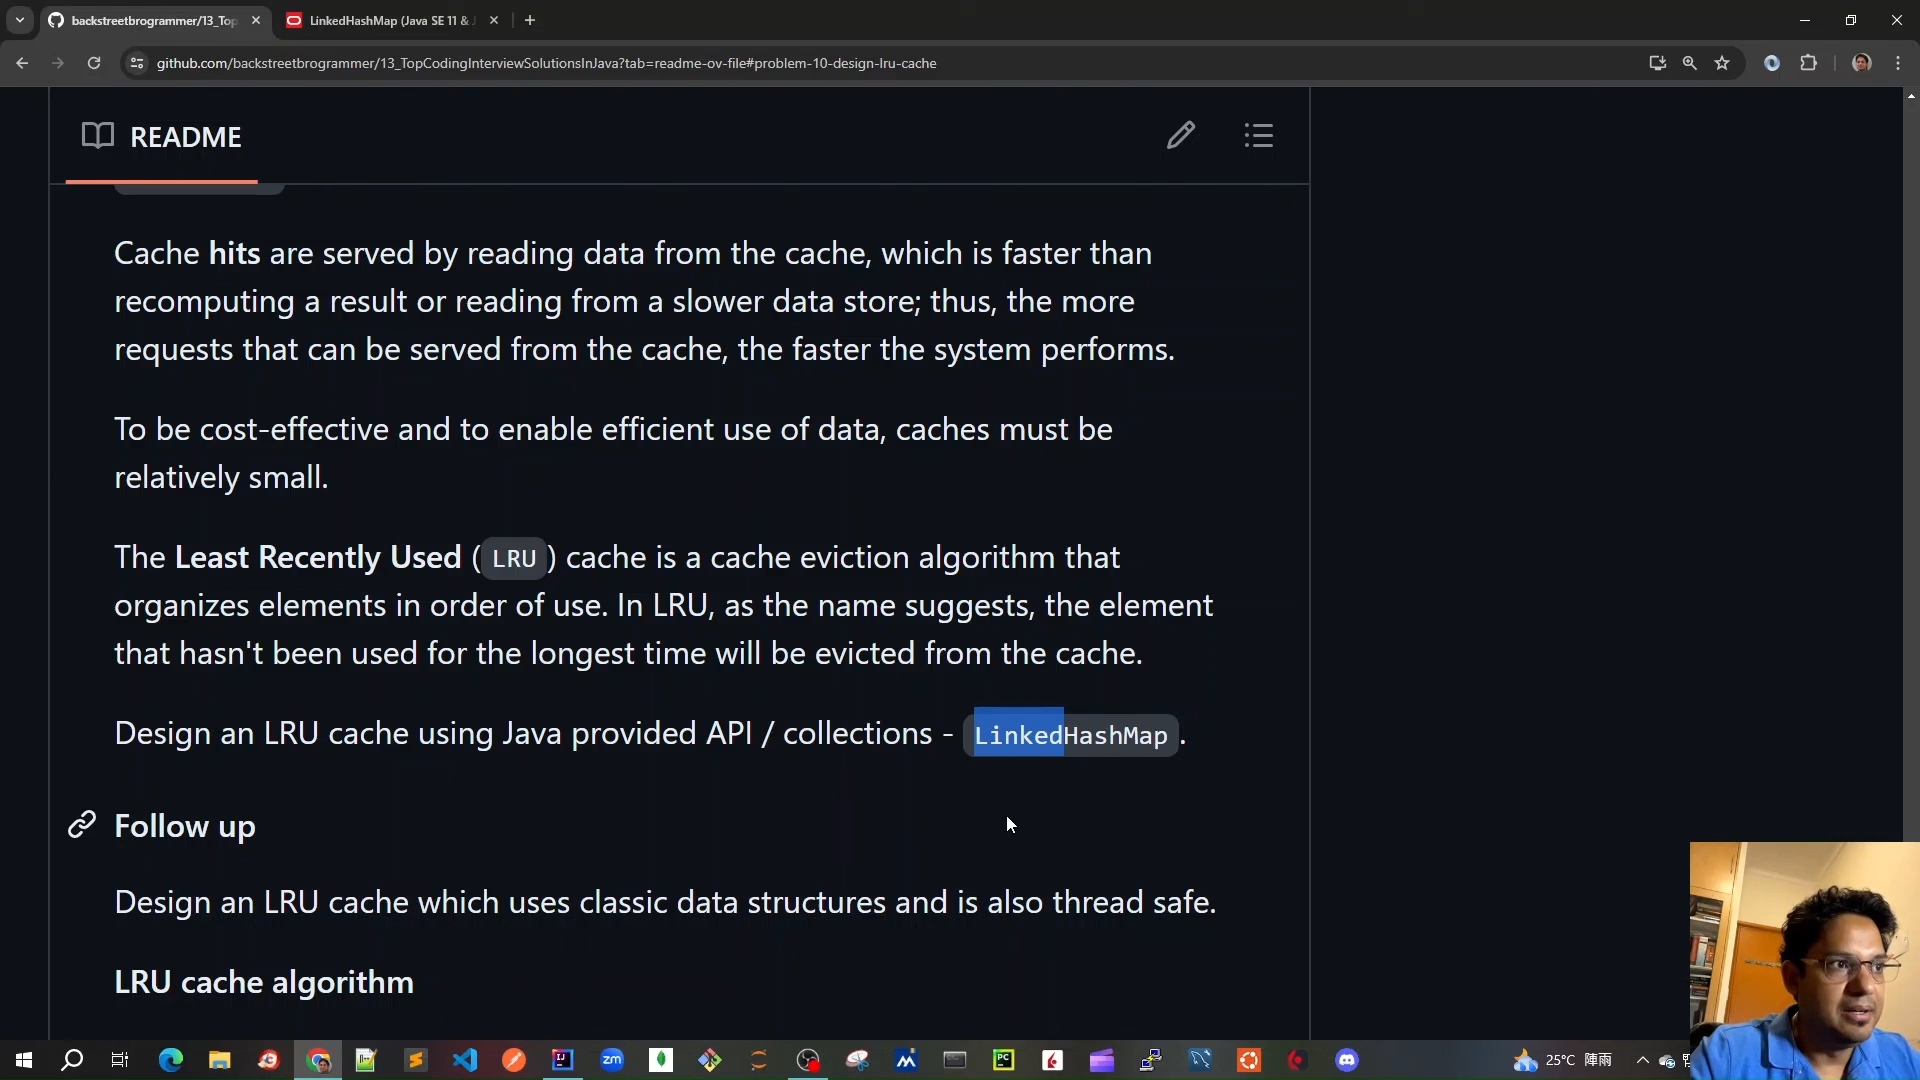 backstreetbrogrammer/13_Top
LinkedHashMap (Java SE 11 & J
github.com/backstreetbrogrammer/13_TopCodingInterviewSolutionsInJava?tab=readme-ov-file#problem-10-design-lru-cache
README
Cache hits are served by reading data from the cache, which is faster than
recomputing a result or reading from a slower data store; thus, the more
requests that can be served from the cache, the faster the system performs.
To be cost-effective and to enable efficient use of data, caches must be
relatively small.
The Least Recently Used (LRU) cache is a cache eviction algorithm that
organizes elements in order of use. In LRU, as the name suggests, the element
that hasn't been used for the longest time will be evicted from the cache.
Design an LRU cache using Java provided API / collections - LinkedHashMap.
Follow up
Design an LRU cache which uses classic data structures and is also thread safe.
LRU cache algorithm
zm
25°C 陣雨